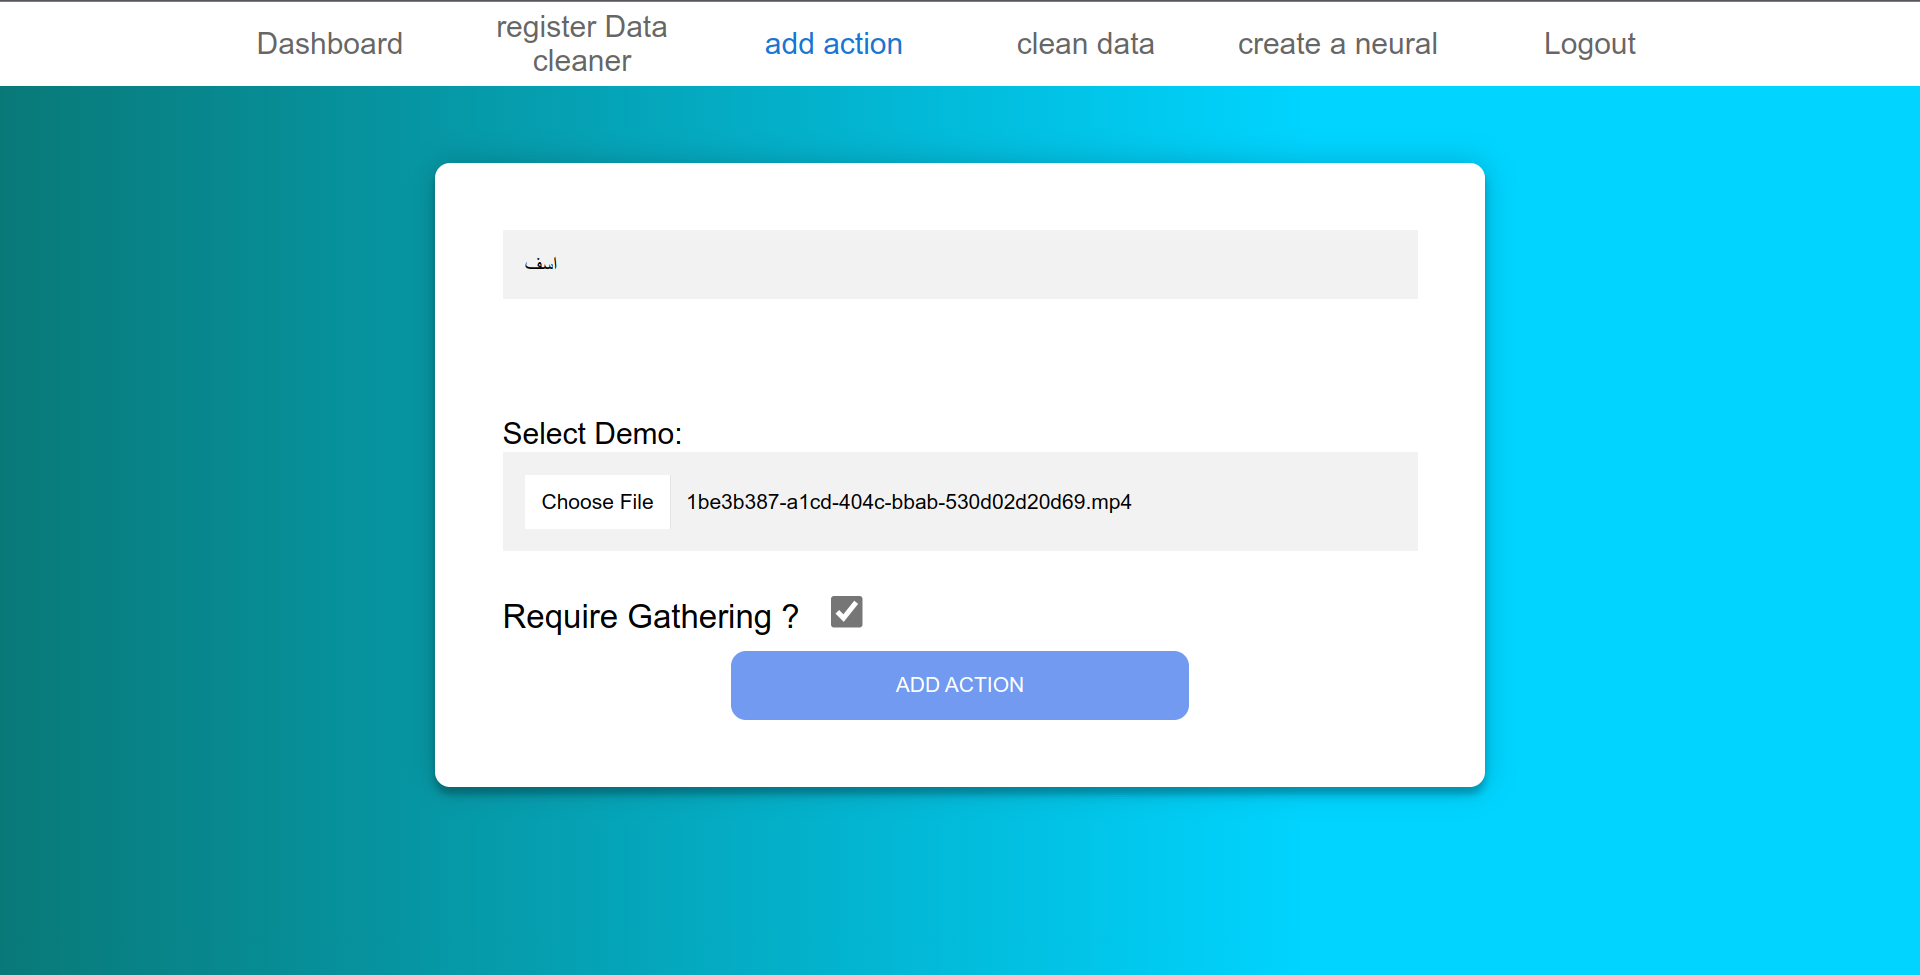 Dashboard
register Data
cleaner
add action
clean data
create a neural
Logout
اسف
Select Demo:
Choose File 1be3b387-a1cd-404c-bbab-530d02d20d69.mp4
Require Gathering ?
ADD ACTION